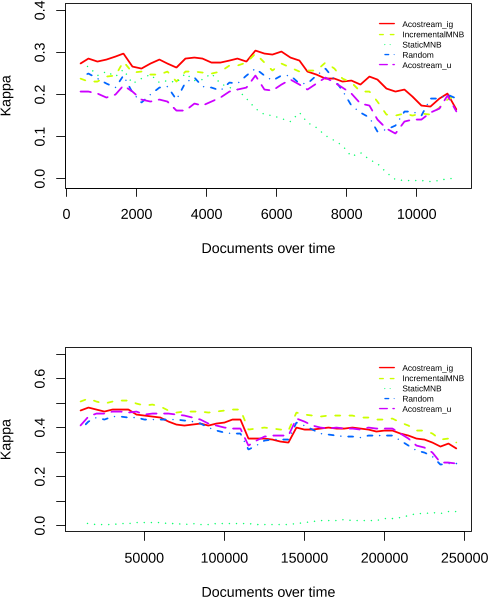 0.4
0.3
0.2
0.1
0.0
Kappa
Acostream_ig
IncrementalMNB
StaticMNB
Random
Acostream_u
0 2000 4000 6000 8000 10000
Documents over time
0.6
0.4
0.2
0.0
Kappa
Acostream_ig
IncrementalMNB
StaticMNB
Random
Acostream_u
50000 100000 150000 200000 250000
Documents over time